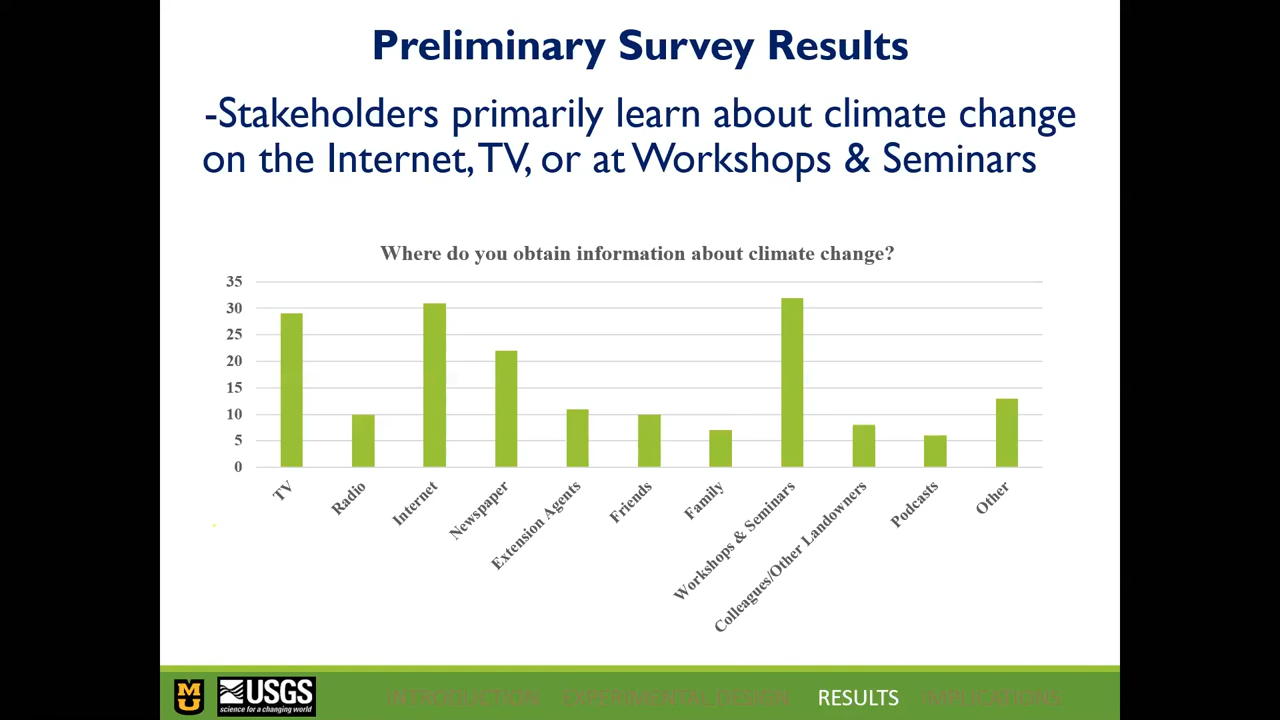 Preliminary Survey Results
-Stakeholders primarily learn about climate change
on the Internet, TV, or at Workshops & Seminars
Where do you obtain information about climate change?
35
30
25
20
15
10
5
0
TV
Radio
Internet
Newspaper
Extension Agents
Friends
Family
Workshops & Seminars
Colleagues/Other Landowners
Podcasts
Other
MU
USGS
science for a changing world
INTRODUCTION EXPERIMENTAL DESIGN RESULTS IMPLICATIONS